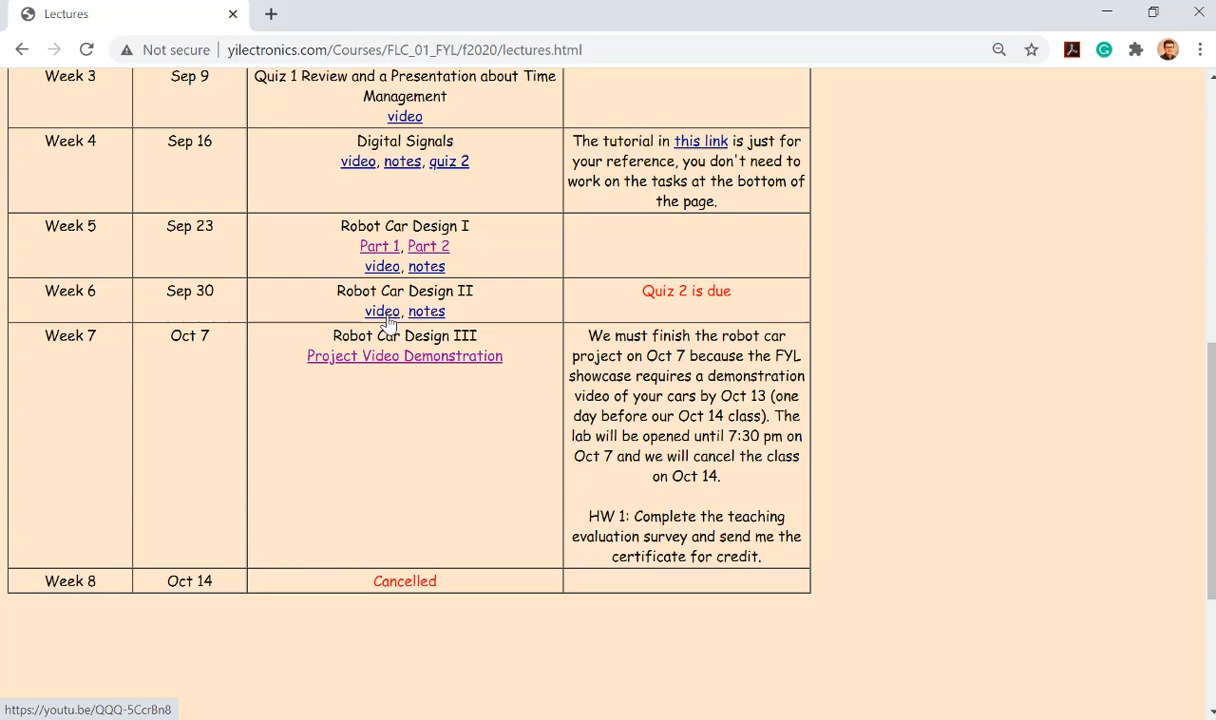 Lectures
Not secure
yilectronics.com/Courses/FLC_01_FYL/f2020/lectures.html
Week 3
Sep 9
Quiz 1 Review and a Presentation about Time
Management
video
Week 4
Sep 16
Digital Signals
video, notes, quiz 2
The tutorial in this link is just for
your reference, you don't need to
work on the tasks at the bottom of
the page.
Week 5
Sep 23
Robot Car Design I
Part 1, Part 2
video, notes
Week 6
Sep 30
Robot Car Design II
video, notes
Quiz 2 is due
Week 7
Oct 7
Robot Car Design III
Project Video Demonstration
We must finish the robot car
project on Oct 7 because the FYL
showcase requires a demonstration
video of your cars by Oct 13 (one
day before our Oct 14 class). The
lab will be opened until 7:30 pm on
Oct 7 and we will cancel the class
on Oct 14.
HW 1: Complete the teaching
evaluation survey and send me the
certificate for credit.
Week 8
Oct 14
Cancelled
https://youtu.be/QQQ-5CcrBn8